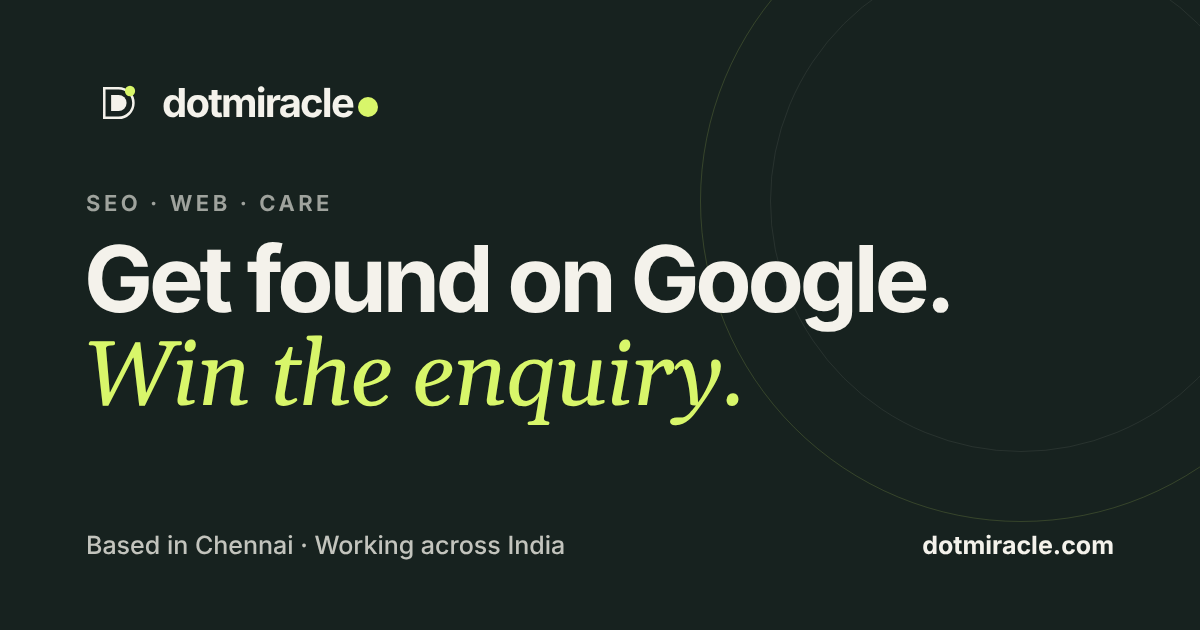 dotmiracle
SEO · WEB · CARE
Get found on Google.
Win the enquiry.
Based in Chennai · Working across India
dotmiracle.com